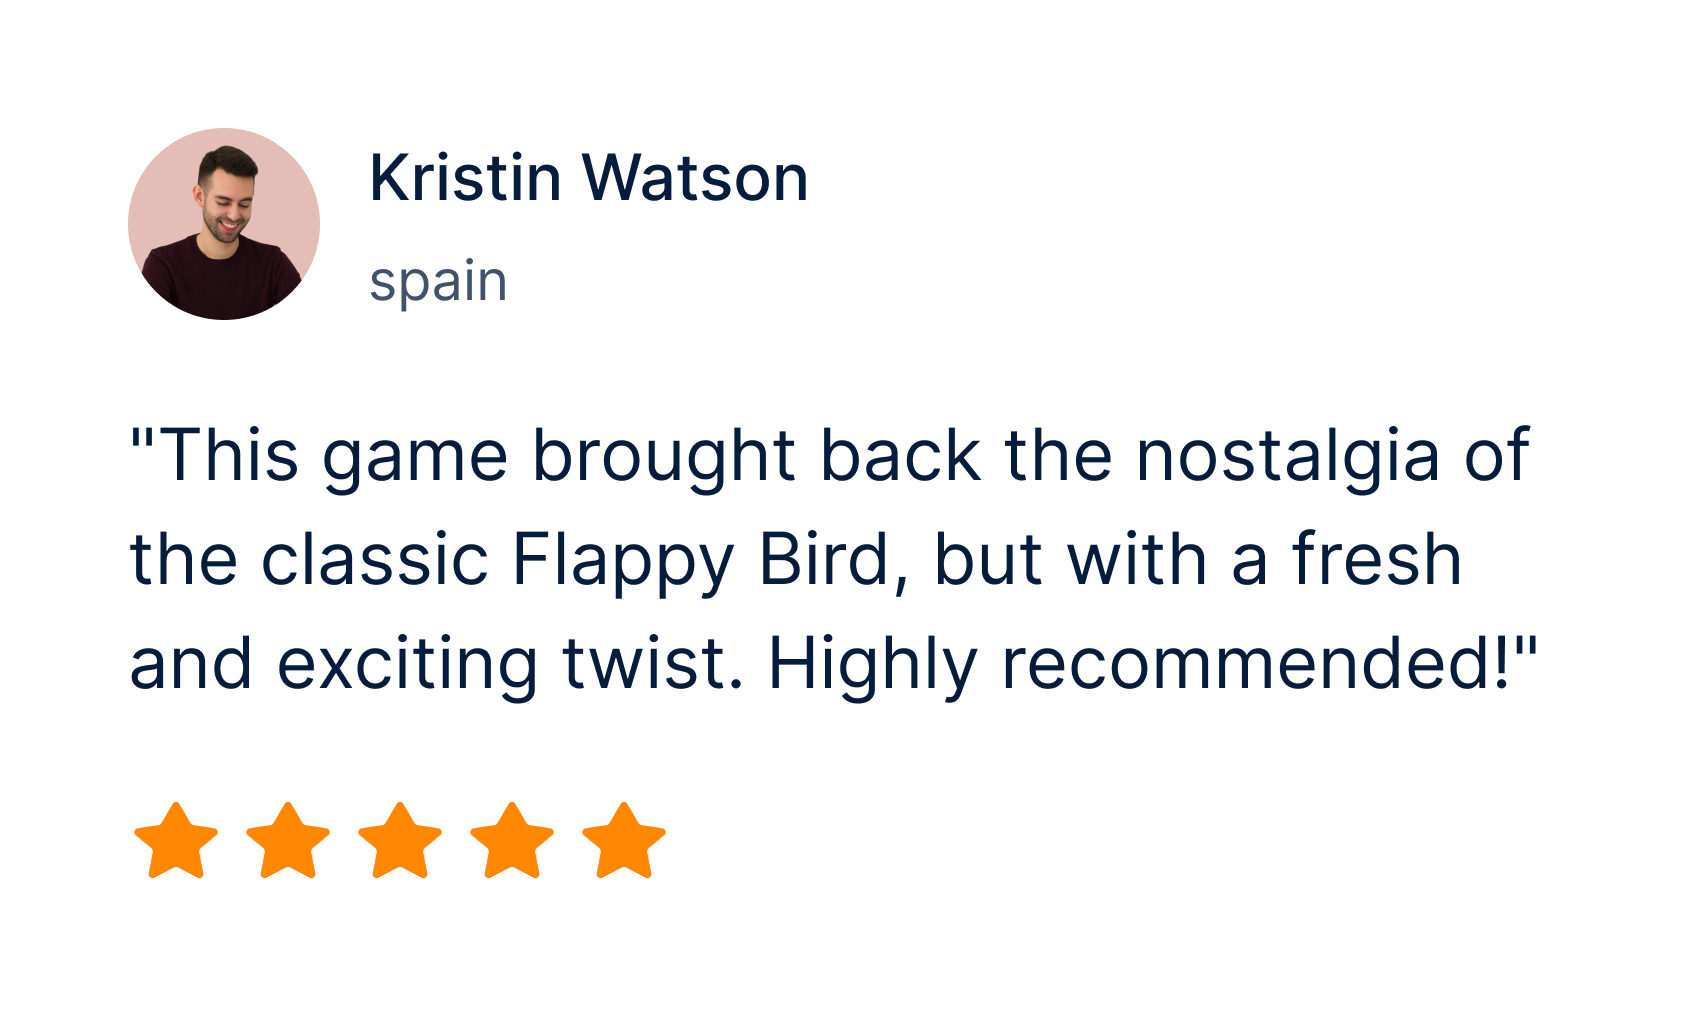 Kristin Watson
spain
"This game brought back the nostalgia of
the classic Flappy Bird, but with a fresh
and exciting twist. Highly recommended!"